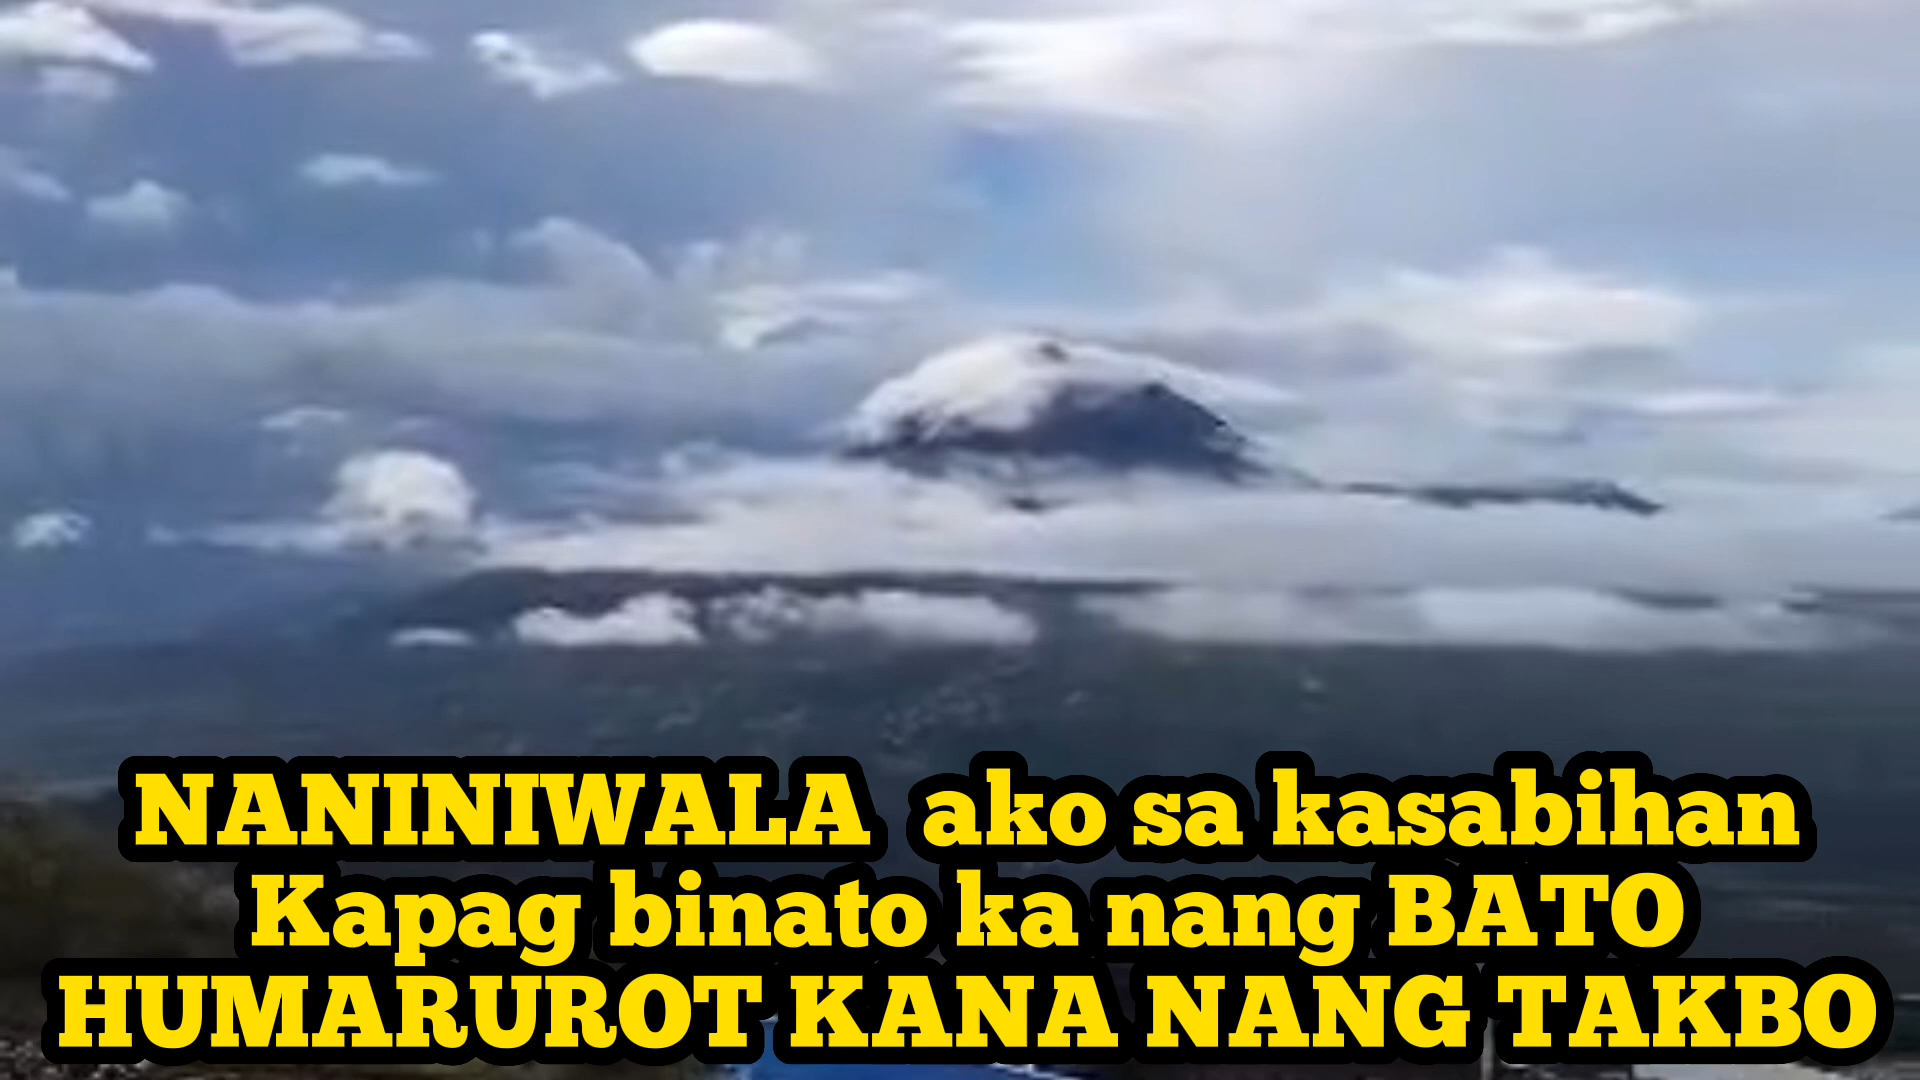 NANINIWALA ako sa kasabihan
Kapag binato ka nang BATO
HUMARUROT KANA NANG TAKBO